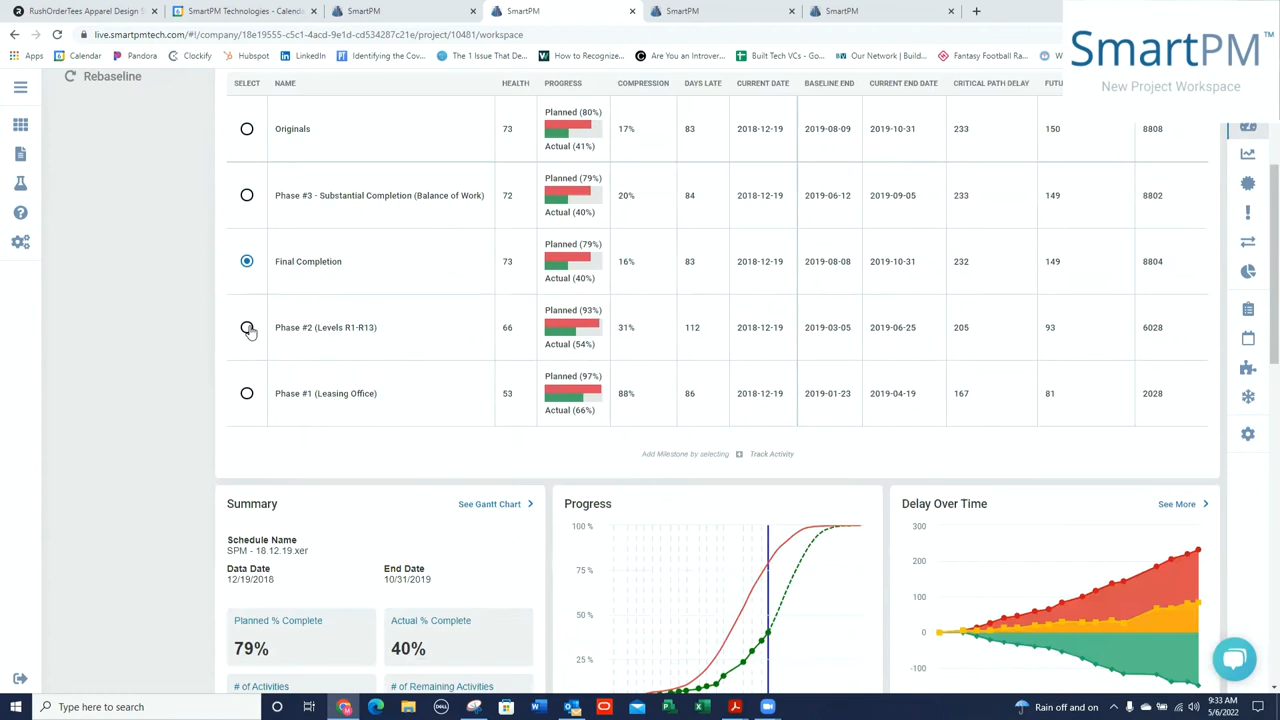 RushOrderTees Apparel Design S
SmartPM Technologies - Calenda
SmartPM
SmartPM
SmartPM
SmartPM
live.smartpmtech.com/#!/company/18e19555-c5c1-4acd-9e1d-cd534287c21e/project/10481/workspace
Apps
Calendar
Pandora
Clockify
Hubspot
LinkedIn
Identifying the Cov...
The 1 Issue That De...
How to Recognize...
Are You an Introver...
Built Tech VCs - Go...
Our Network | Build...
Fantasy Football Ra...
SmartPM™
New Project Workspace
Rebaseline
SELECT NAME HEALTH PROGRESS COMPRESSION DAYS LATE CURRENT DATE BASELINE END CURRENT END DATE CRITICAL PATH DELAY FUTU
Planned (80%)
Originals 73 17% 83 2018-12-19 2019-08-09 2019-10-31 233 150 8808
Actual (41%)
Planned (79%)
Phase #3 - Substantial Completion (Balance of Work) 72 20% 84 2018-12-19 2019-06-12 2019-09-05 233 149 8802
Actual (40%)
Planned (79%)
Final Completion 73 16% 83 2018-12-19 2019-08-08 2019-10-31 232 149 8804
Actual (40%)
Planned (93%)
Phase #2 (Levels R1-R13) 66 31% 112 2018-12-19 2019-03-05 2019-06-25 205 93 6028
Actual (54%)
Planned (97%)
Phase #1 (Leasing Office) 53 88% 86 2018-12-19 2019-01-23 2019-04-19 167 81 2028
Actual (66%)
Add Milestone by selecting Track Activity
Summary
See Gantt Chart
Schedule Name
SPM - 18.12.19.xer
Data Date End Date
12/19/2018 10/31/2019
Planned % Complete Actual % Complete
79% 40%
# of Activities # of Remaining Activities
Progress
100 %
75 %
50 %
25 %
Delay Over Time
See More
300
200
100
0
-100
Type here to search
DELL
Rain off and on
9:33 AM
5/6/2022